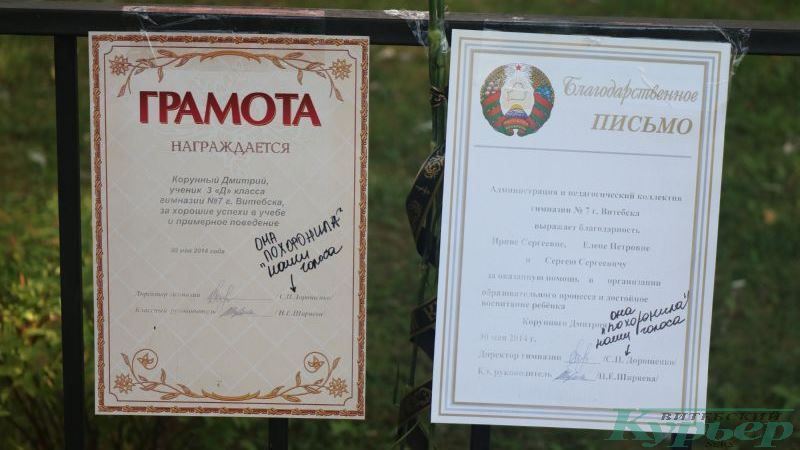 ГРАМОТА
НАГРАЖДАЕТСЯ
Корунный Дмитрий,
ученик 3 «Д» класса
гимназии №7 г. Витебска,
за хорошие успехи в учебе
и примерное поведение
30 мая 2014 года
она
"похоронила"
наши
голоса
Директор гимназии /С.П.Дорошенко/
Классный руководитель /Н.Е.Ширяева/
Благодарственное
ПИСЬМО
Администрация и педагогический коллектив
гимназии № 7 г. Витебска
выражает благодарность
Ирине Сергеевне, Елене Петровне
и Сергею Сергеевичу
за оказанную помощь в организации
образовательного процесса и достойное
воспитание ребёнка
Корунного Дмитрия
она
"похоронила"
наши голоса
30 мая 2014 г.
Директор гимназии /С.П. Дорошенко/
Кл. руководитель /Н.Е.Ширяева/
ВИТЕБСКИЙ
Курьер